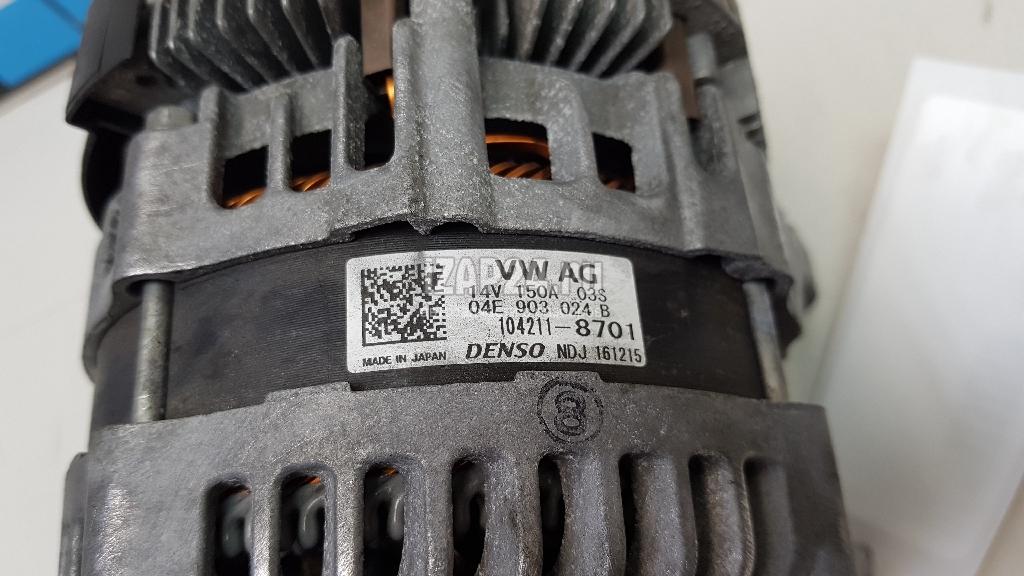 VW AG
14V 150A 03S
04E 903 024 B
104211-8701
MADE IN JAPAN DENSO NDJ 161215